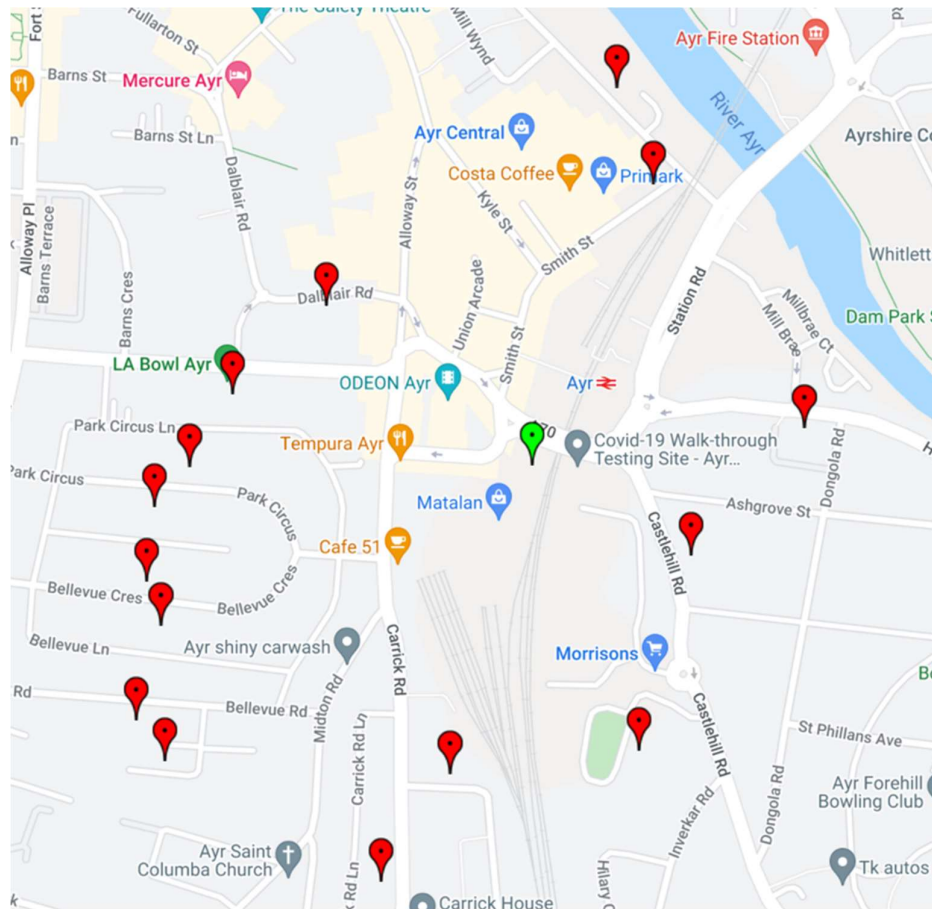 The Gaiety Theatre
Fort S
Fullarton St
Mill Wynd
Ayr Fire Station
Barns St
Mercure Ayr
River Ayr
Barns St Ln
Ayr Central
Ayrshire Co
Costa Coffee
Primark
Dalblair Rd
Alloway St
Kyle St
Alloway Pl
Barns Terrace
Smith St
Whitlett
Station Rd
Dalblair Rd
Union Arcade
Barns Cres
Millbrae Ct
Mill Brae
Dam Park S
Smith St
LA Bowl Ayr
ODEON Ayr
Ayr
Park Circus Ln
Tempura Ayr
A70
Covid-19 Walk-through
Testing Site - Ayr...
Dongola Rd
H
Park Circus
Park Circus
Matalan
Ashgrove St
Castlehill Rd
Cafe 51
Bellevue Cres
Bellevue Cres
Bellevue Ln
Ayr shiny carwash
Carrick Rd
Morrisons
Rd
Bellevue Rd
Midton Rd
Carrick Rd Ln
Castlehill Rd
St Phillans Ave
Dongola Rd
Inverkar Rd
Ayr Forehill
Bowling Club
Ayr Saint
Columba Church
Rd Ln
Tk autos
Carrick House